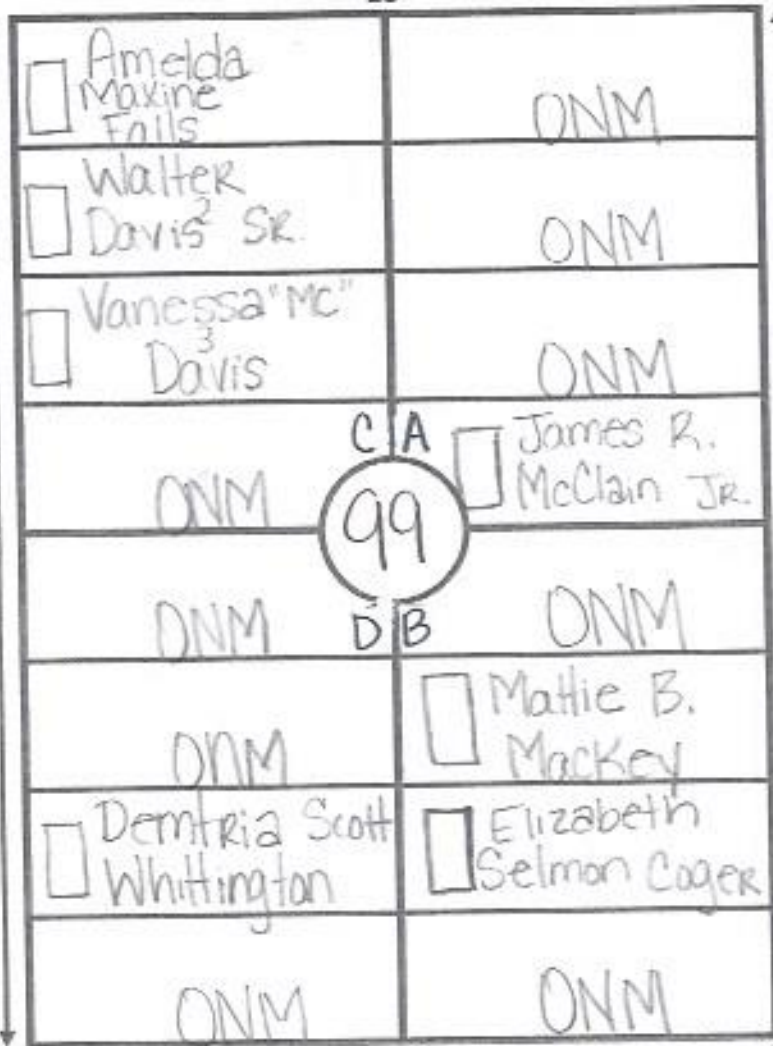 Amelda
Maxine
Falls
ONM
Walter
Davis 2 SR.
ONM
Vanessa "Mc"
3
Davis
ONM
C A
ONM
James R.
McClain JR.
99
ONM
D B
ONM
ONM
Mattie B.
Mackey
Demtria Scott
Whittington
Elizabeth
Selmon Coger
ONM
ONM